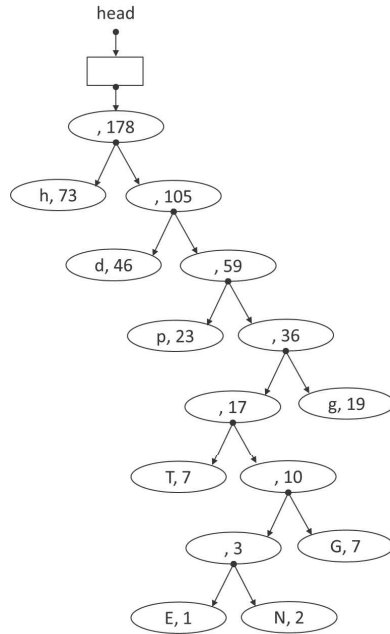 head
, 178
h, 73
, 105
d, 46
, 59
p, 23
, 36
, 17
g, 19
T, 7
, 10
, 3
G, 7
E, 1
N, 2